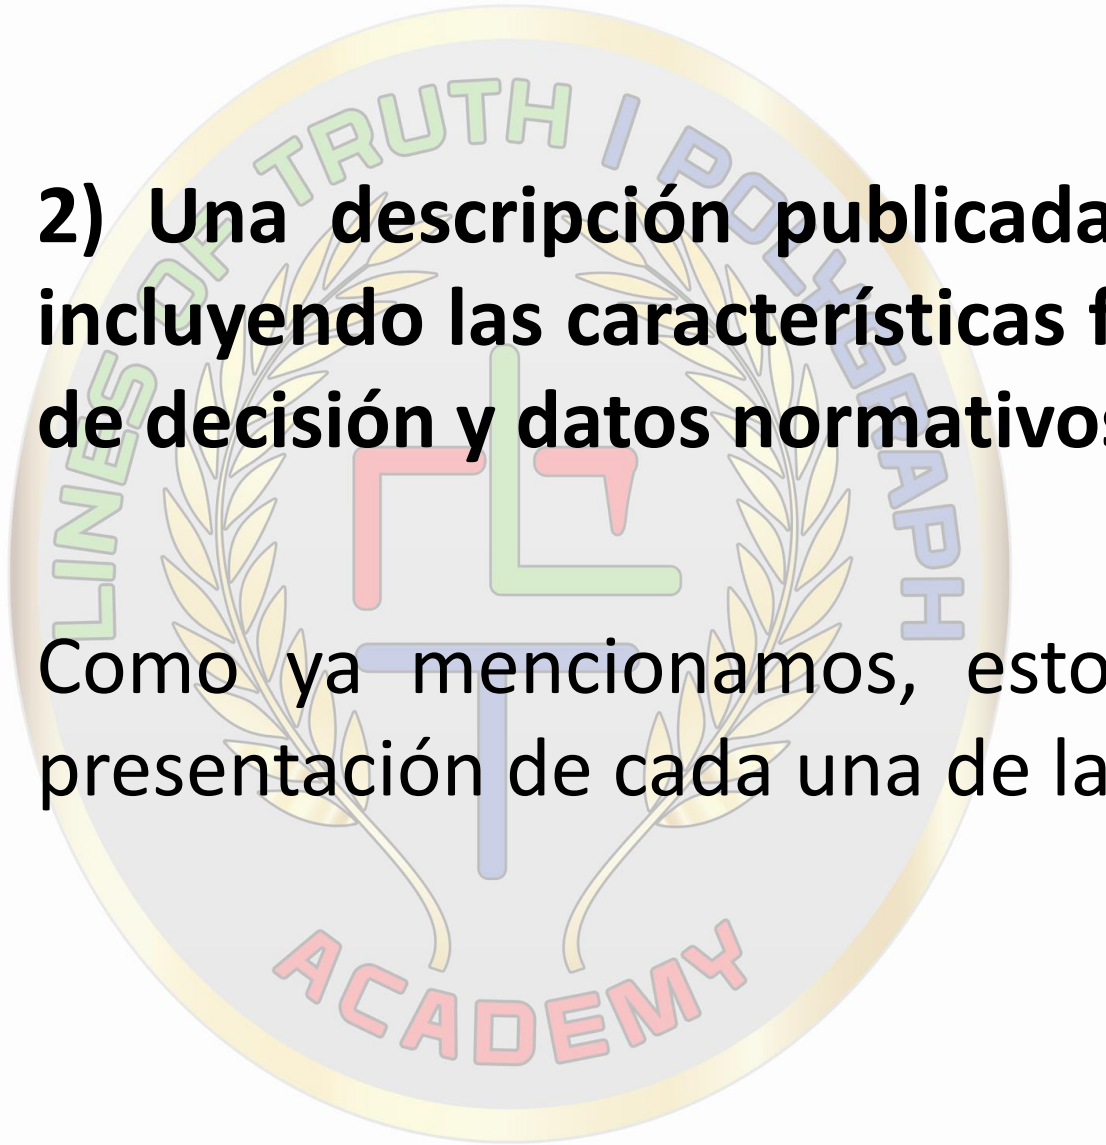 LINES OF TRUTH | POLYGRAPH
2) Una descripción publicada
incluyendo las características
de decisión y datos normativos
Como ya mencionamos, esto
presentación de cada una de la
ACADEMY